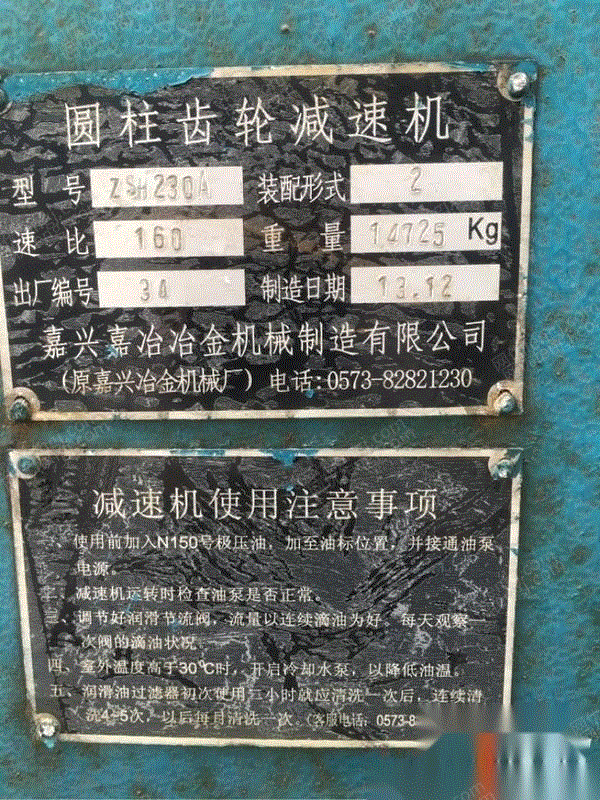 圆柱齿轮减速机
型号 ZSH230A 装配形式 2
速比 160 重量 14725 Kg
出厂编号 34 制造日期 13.12
嘉兴嘉冶冶金机械制造有限公司
(原嘉兴冶金机械厂) 电话:0573-82821230
减速机使用注意事项
一、使用前加入N150号极压油，加至油标位置，并接通油泵
电源。
二、减速机运转时检查油泵是否正常。
三、调节好润滑节流阀，流量以连续滴油为好。每天观察一
次阀的滴油状况。
四、室外温度高于30℃时，开启冷却水泵，以降低油温。
五、润滑油过滤器初次使用二小时就应清洗一次后，连续清
洗4-5次，以后每月清洗一次。(客服电话：0573-8